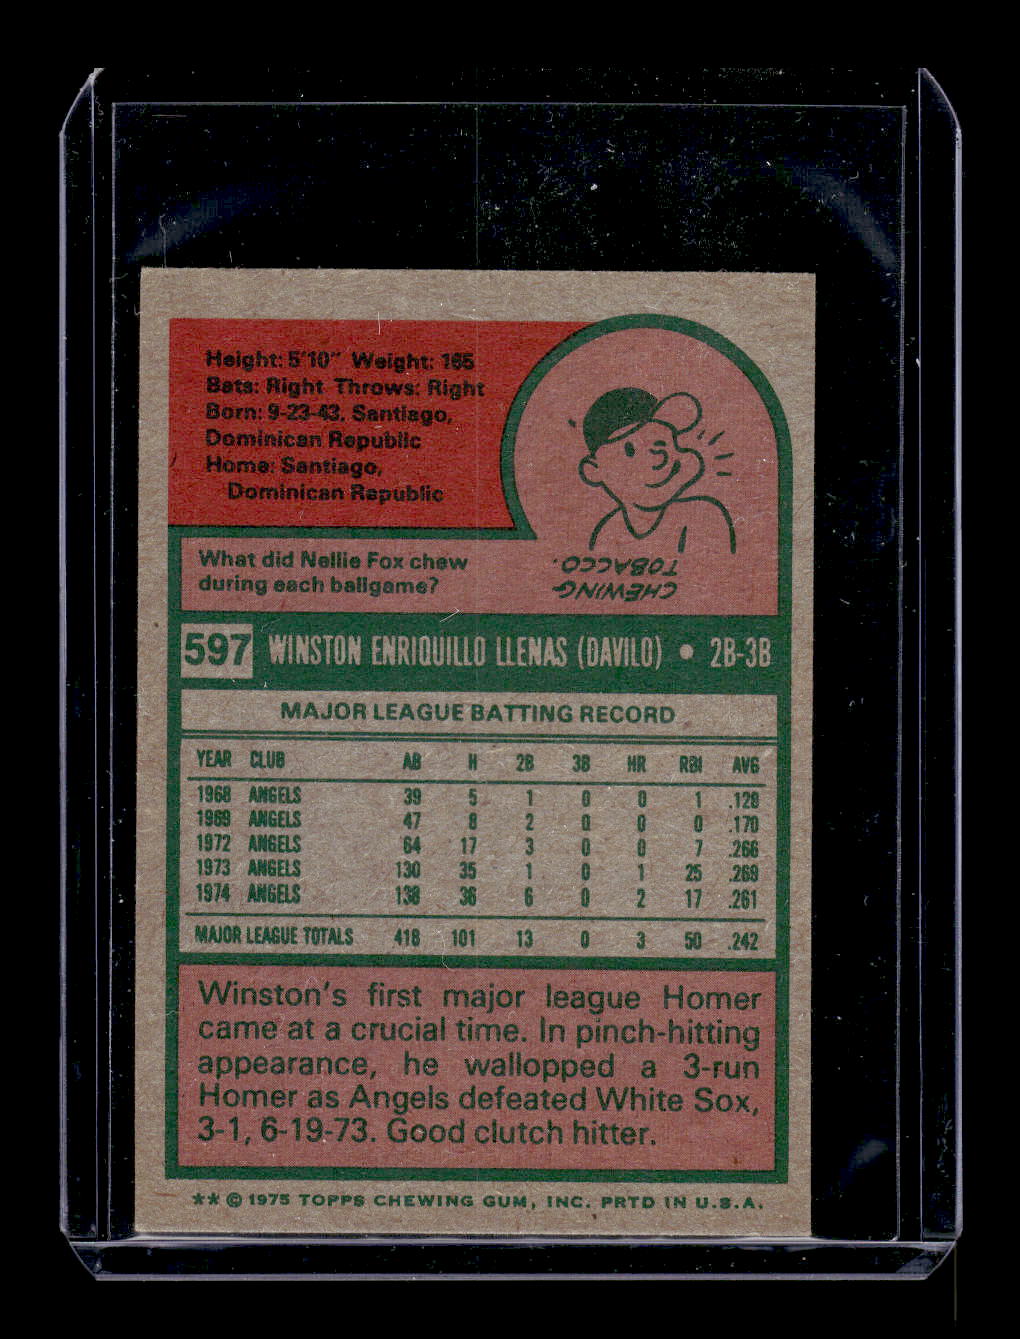 Height: 5'10" Weight: 165
Bats: Right Throws: Right
Born: 9-23-43. Santiago,
Dominican Republic
Home: Santiago,
Dominican Republic
What did Nellie Fox chew
during each ballgame?
CHEWING
TOBACCO.
597 WINSTON ENRIQUILLO LLENAS (DAVILO) • 2B-3B
MAJOR LEAGUE BATTING RECORD
YEAR CLUB AB H 2B 3B HR RBI AVG
1968 ANGELS 39 5 1 0 0 1 .128
1969 ANGELS 47 8 2 0 0 0 .170
1972 ANGELS 64 17 3 0 0 7 .266
1973 ANGELS 130 35 1 0 1 25 .269
1974 ANGELS 138 36 6 0 2 17 .261
MAJOR LEAGUE TOTALS 418 101 13 0 3 50 .242
Winston's first major league Homer
came at a crucial time. In pinch-hitting
appearance, he wallopped a 3-run
Homer as Angels defeated White Sox,
3-1, 6-19-73. Good clutch hitter.
** © 1975 TOPPS CHEWING GUM, INC. PRTD IN U.S.A.